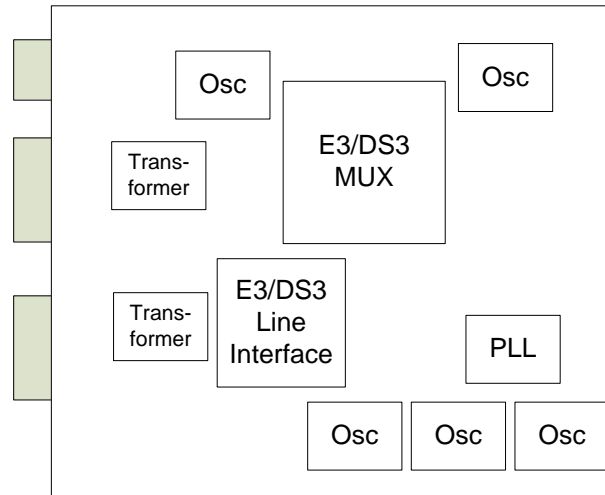 Osc
Osc
E3/DS3
MUX
Trans-
former
E3/DS3
Line
Interface
Trans-
former
PLL
Osc
Osc
Osc